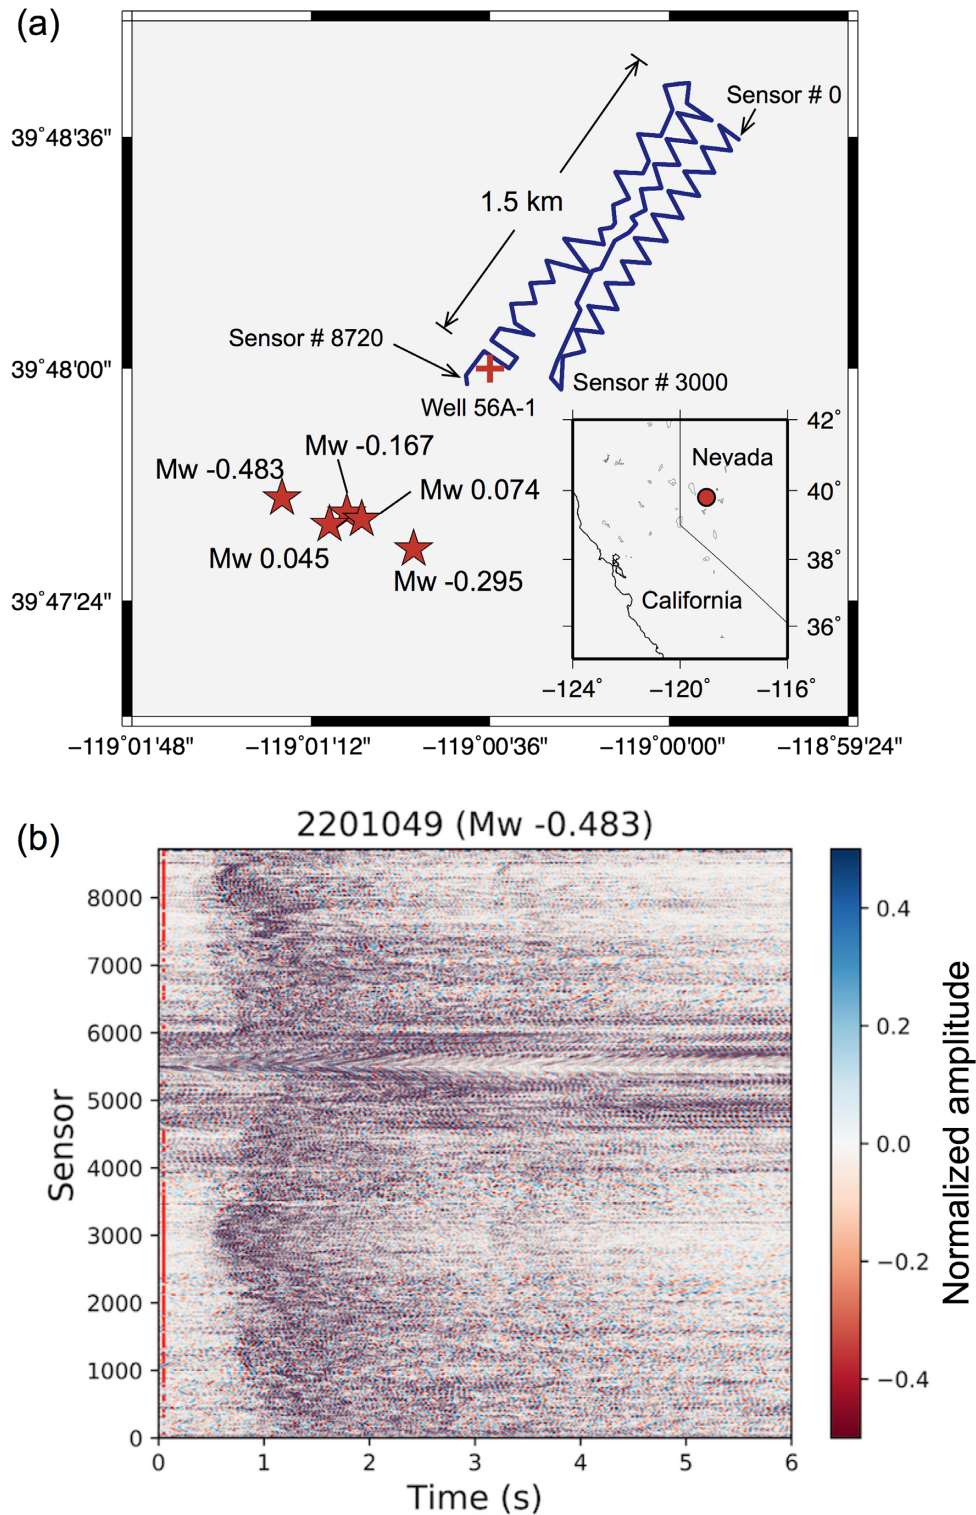 (a)
Sensor # 0
39°48'36"
1.5 km
Sensor # 8720
39°48'00"
Sensor # 3000
Well 56A-1
Mw -0.167
Mw -0.483
Mw 0.074
Mw 0.045
Mw -0.295
39°47'24"
42°
Nevada
40°
38°
California
36°
−124°
−120°
−116°
−119°01'48"
−119°01'12"
−119°00'36"
−119°00'00"
−118°59'24"
(b)
2201049 (Mw -0.483)
8000
7000
6000
5000
4000
3000
2000
1000
0
Sensor
0
1
2
3
4
5
6
Time (s)
0.4
0.2
0.0
−0.2
−0.4
Normalized amplitude